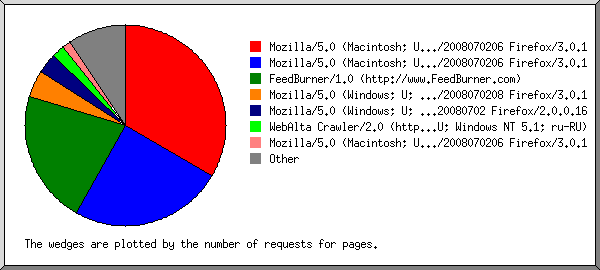 Mozilla/5.0 (Macintosh; U.../2008070206 Firefox/3.0.1
Mozilla/5.0 (Macintosh; U.../2008070206 Firefox/3.0.1
FeedBurner/1.0 (http://www.FeedBurner.com)
Mozilla/5.0 (Windows; U; .../2008070208 Firefox/3.0.1
Mozilla/5.0 (Windows; U; ...20080702 Firefox/2.0.0.16
WebAlta Crawler/2.0 (http...U; Windows NT 5.1; ru-RU)
Mozilla/5.0 (Macintosh; U.../2008070206 Firefox/3.0.1
Other
The wedges are plotted by the number of requests for pages.